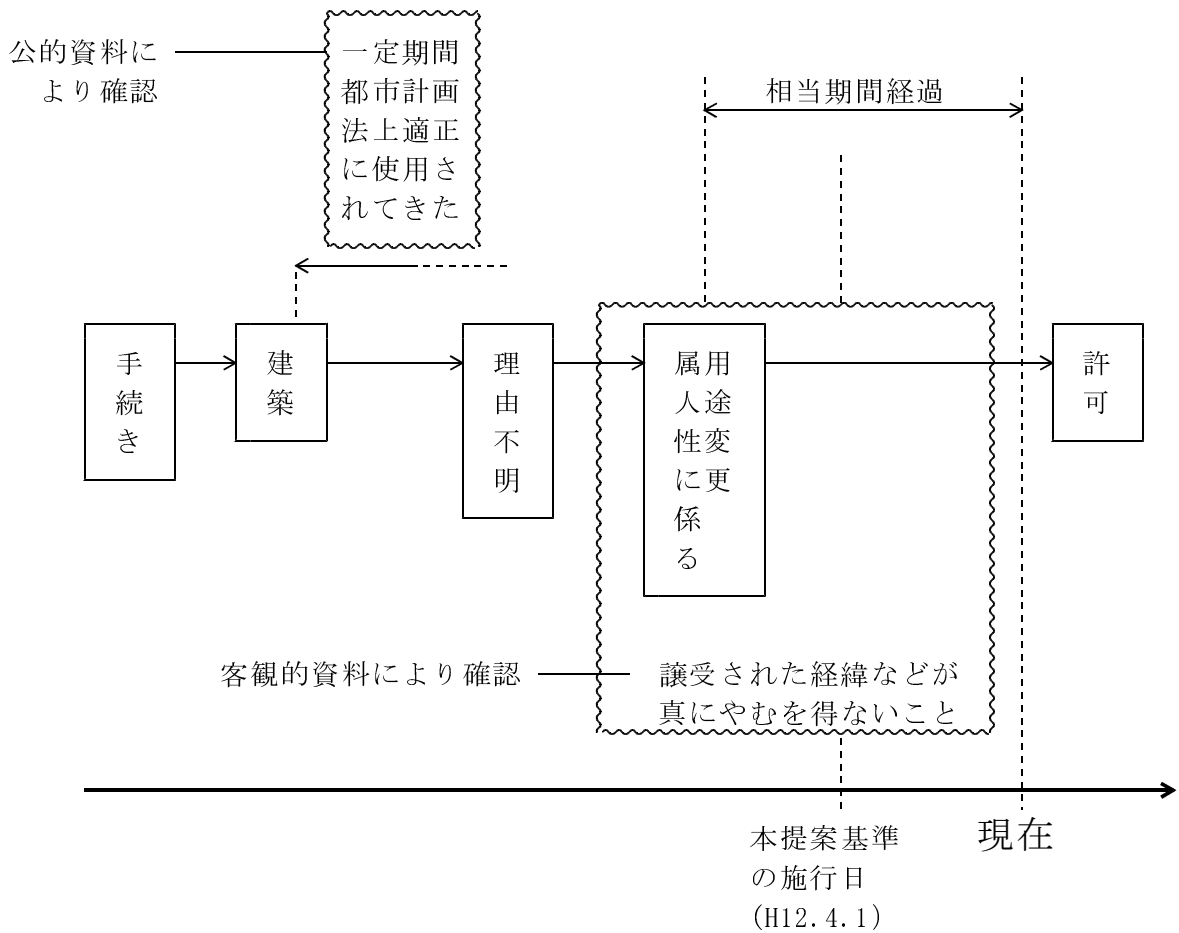 公的資料に
より確認
一定期間
都市計画
法上適正
に使用さ
れてきた
相当期間経過
手続き
建築
理由不明
用途変更
属人性に係る
許可
客観的資料により確認
譲受された経緯などが
真にやむを得ないこと
本提案基準
の施行日
(H12.4.1)
現在